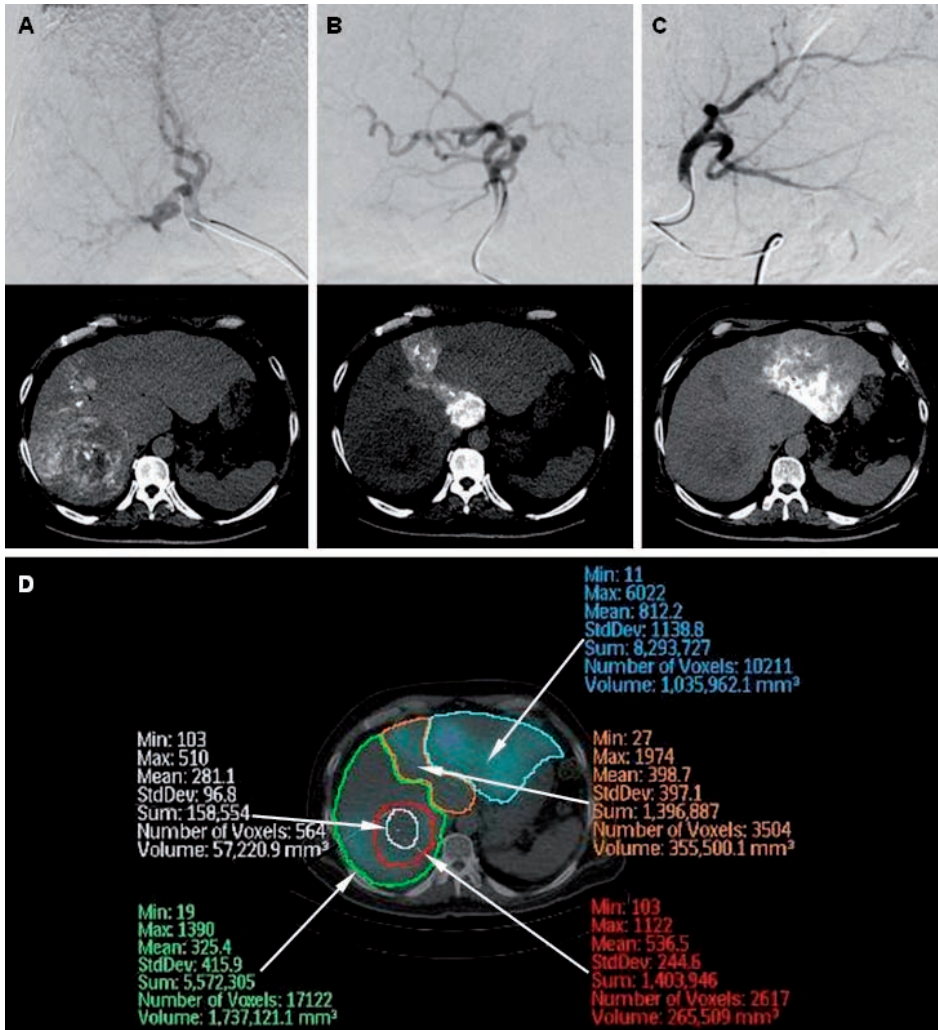 A
B
C
D
Min: 11
Max: 6022
Mean: 812.2
StdDev: 1138.8
Sum: 8,293,727
Number of Voxels: 10211
Volume: 1,035,962.1 mm³
Min: 103
Max: 510
Mean: 281.1
StdDev: 96.8
Sum: 158,554
Number of Voxels: 564
Volume: 57,220.9 mm³
Min: 27
Max: 1974
Mean: 398.7
StdDev: 397.1
Sum: 1,396,887
Number of Voxels: 3504
Volume: 355,500.1 mm³
Min: 19
Max: 1390
Mean: 325.4
StdDev: 415.9
Sum: 5,572,305
Number of Voxels: 17122
Volume: 1,737,121.1 mm³
Min: 103
Max: 1122
Mean: 536.5
StdDev: 244.6
Sum: 1,403,946
Number of Voxels: 2617
Volume: 265,509 mm³